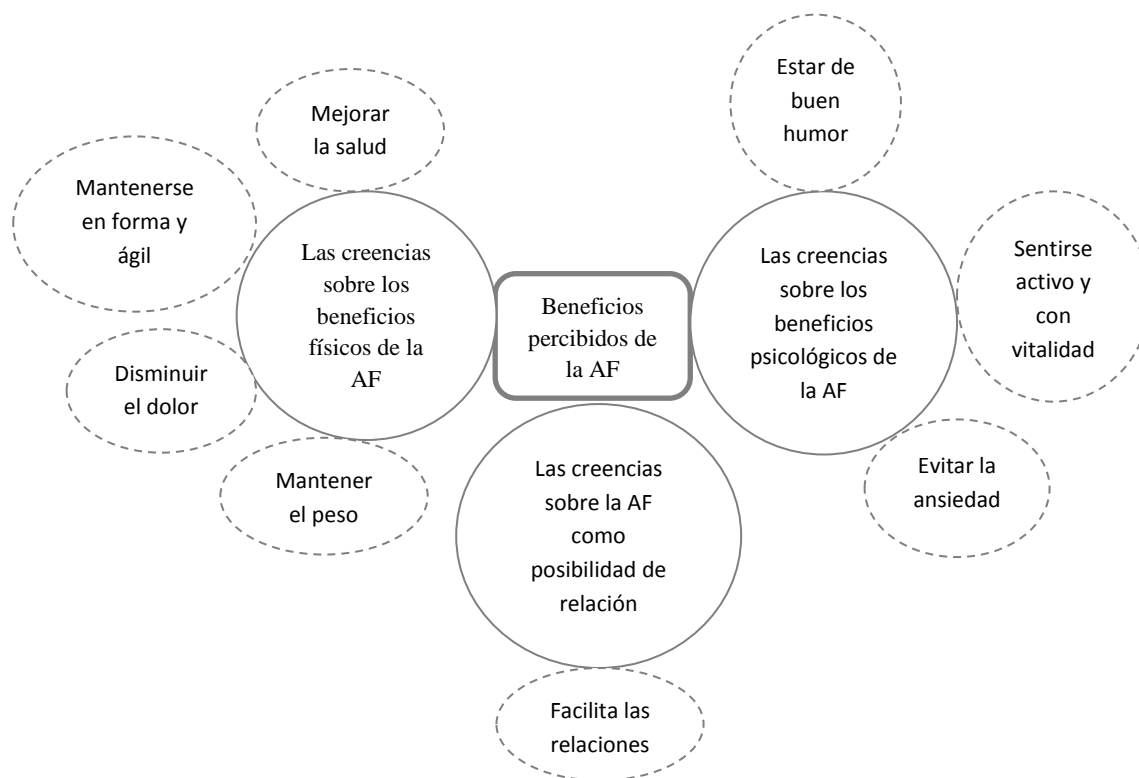 Estar de
buen
humor
Mejorar
la salud
Mantenerse
en forma y
ágil
Las creencias
sobre los
beneficios
físicos de la
AF
Beneficios
percibidos de
la AF
Las creencias
sobre los
beneficios
psicológicos de
la AF
Sentirse
activo y
con
vitalidad
Disminuir
el dolor
Mantener
el peso
Las creencias
sobre la AF
como
posibilidad de
relación
Evitar la
ansiedad
Facilita las
relaciones